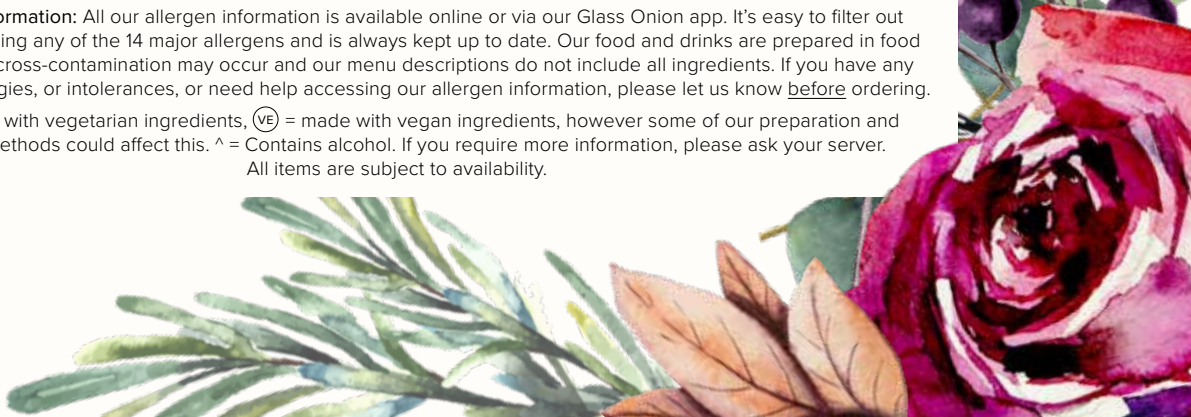 ormation: All our allergen information is available online or via our Glass Onion app. It’s easy to filter out
ing any of the 14 major allergens and is always kept up to date. Our food and drinks are prepared in food
cross-contamination may occur and our menu descriptions do not include all ingredients. If you have any
gies, or intolerances, or need help accessing our allergen information, please let us know before ordering.
with vegetarian ingredients, VE = made with vegan ingredients, however some of our preparation and
ethods could affect this. ^ = Contains alcohol. If you require more information, please ask your server.
All items are subject to availability.